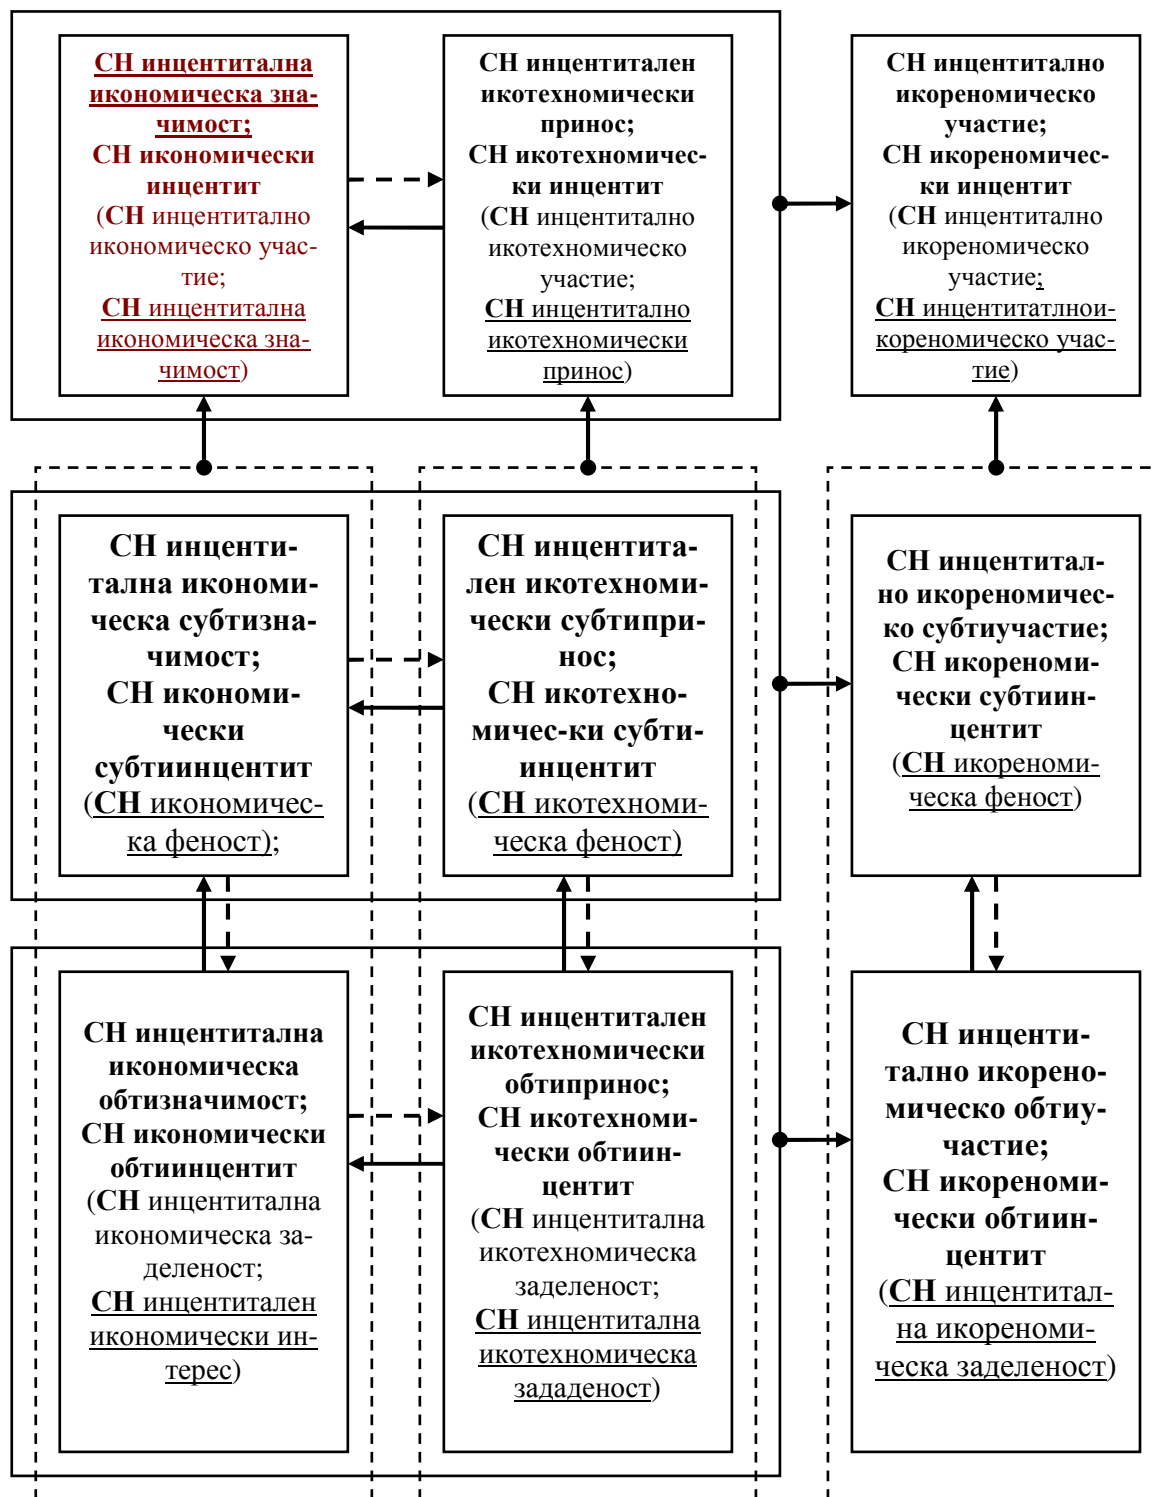 СН инцентитална
икономическа зна-
чимост;
СН икономически
инцентит
(СН инцентитално
икономическо учас-
тие;
СН инцентитална
икономическа зна-
чимост)
СН инцентитален
икотехномически
принос;
СН икотехномичес-
ки инцентит
(СН инцентитално
икотехномическо
участие;
СН инцентитално
икотехномически
принос)
СН инцентитално
икореномическо
участие;
СН икореномичес-
ки инцентит
(СН инцентитално
икореномическо
участие;
СН инцентитатлнои-
кореномическо учас-
тие)
СН инценти-
тална икономи-
ческа субтизна-
чимост;
СН икономи-
чески
субтиинцентит
(СН икономичес-
ка феност);
СН инцентита-
лен икотехноми-
чески субтипри-
нос;
СН икотехно-
мичес-ки субти-
инцентит
(СН икотехноми-
ческа феност)
СН инцентитал-
но икореномичес-
ко субтиучастие;
СН икореноми-
чески субтиин-
центит
(СН икореноми-
ческа феност)
СН инцентитална
икономическа
обтизначимост;
СН икономически
обтиинцентит
(СН инцентитална
икономическа за-
деленост;
СН инцентитален
икономически ин-
терес)
СН инцентитален
икотехномически
обтипринос;
СН икотехноми-
чески обтиин-
центит
(СН инцентитална
икотехномическа
заделеност;
СН инцентитална
икотехномическа
зададеност)
СН инценти-
тално икорено-
мическо обтиу-
частие;
СН икореноми-
чески обтиин-
центит
(СН инцентитал-
на икореноми-
ческа заделеност)